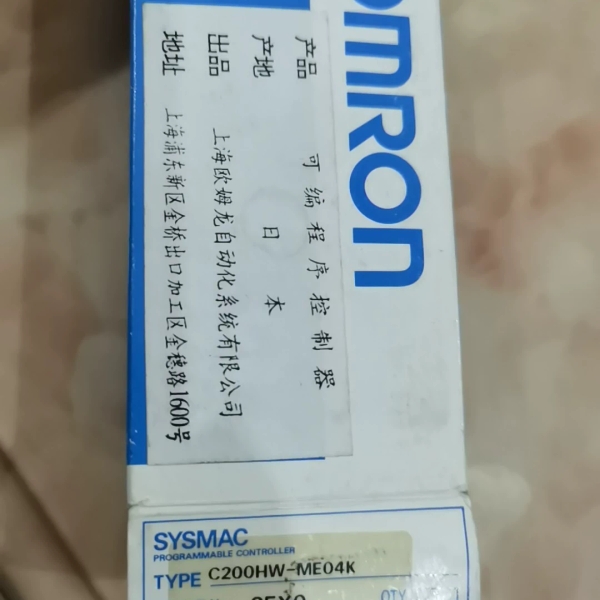 OMRON
产品 可编程序控制器
产地 日本
出品 上海欧姆龙自动化系统有限公司
地址 上海浦东新区金桥出口加工区金穗路1600号
SYSMAC
PROGRAMMABLE CONTROLLER
TYPE C200HW-ME04K
QTY